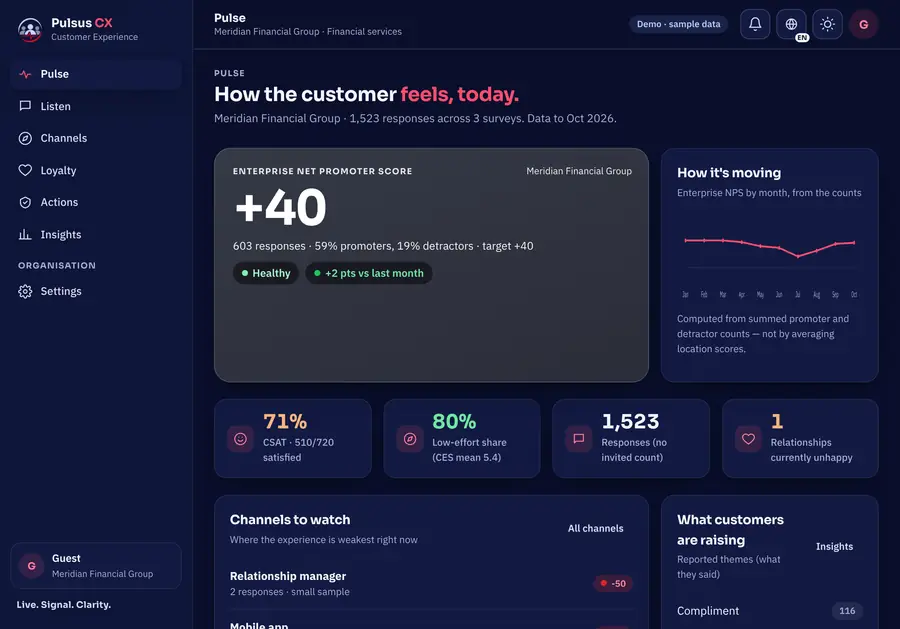 Pulsus CX
Customer Experience
Pulse
Listen
Channels
Loyalty
Actions
Insights
ORGANISATION
Settings
G
Guest
Meridian Financial Group
Live. Signal. Clarity.
Pulse
Meridian Financial Group · Financial services
Demo · sample data
EN
G
PULSE
How the customer feels, today.
Meridian Financial Group · 1,523 responses across 3 surveys. Data to Oct 2026.
ENTERPRISE NET PROMOTER SCORE
Meridian Financial Group
+40
603 responses · 59% promoters, 19% detractors · target +40
Healthy
+2 pts vs last month
How it's moving
Enterprise NPS by month, from the counts
Jan Feb Mar Apr May Jun Jul Aug Sep Oct
Computed from summed promoter and
detractor counts — not by averaging
location scores.
71%
CSAT · 510/720
satisfied
80%
Low-effort share
(CES mean 5.4)
1,523
Responses (no
invited count)
1
Relationships
currently unhappy
Channels to watch
Where the experience is weakest right now
All channels
Relationship manager
2 responses · small sample
-50
Mobile app
What customers
are raising
Reported themes (what
they said)
Insights
Compliment
116